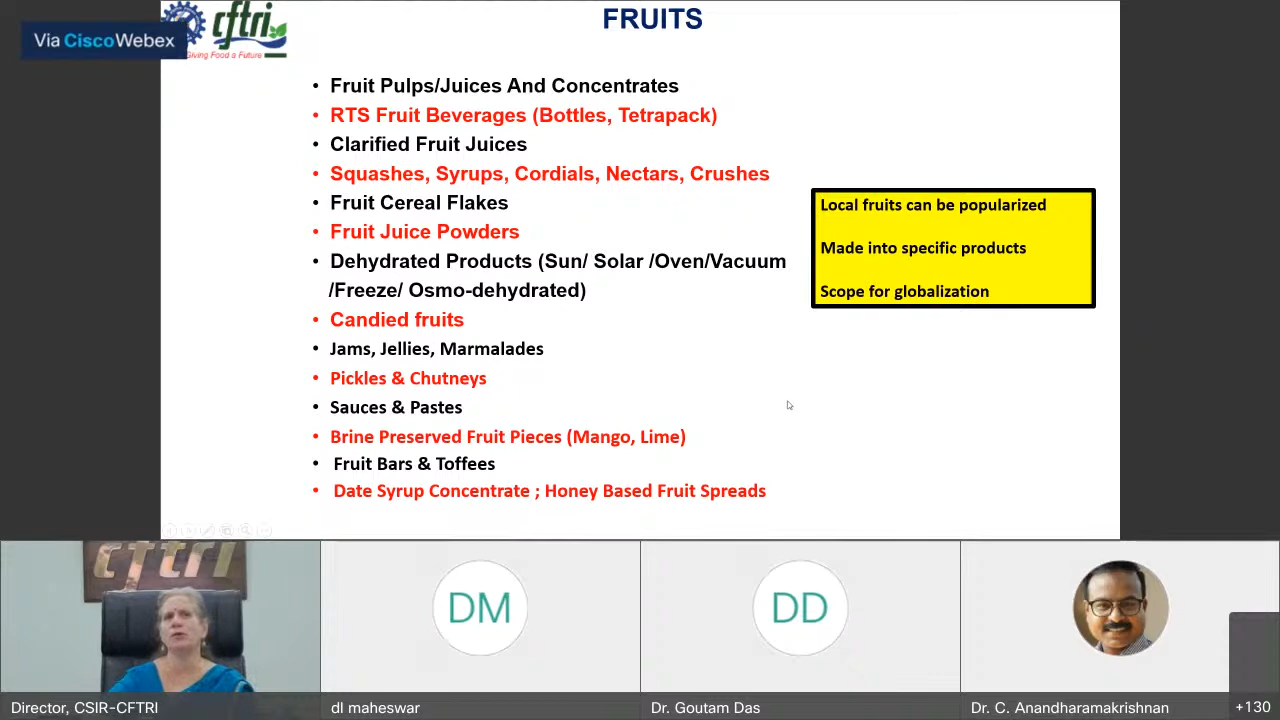 Via Cisco Webex
cftri
Giving Food a Future
FRUITS
• Fruit Pulps/Juices And Concentrates
• RTS Fruit Beverages (Bottles, Tetrapack)
• Clarified Fruit Juices
• Squashes, Syrups, Cordials, Nectars, Crushes
• Fruit Cereal Flakes
• Fruit Juice Powders
• Dehydrated Products (Sun/ Solar /Oven/Vacuum
/Freeze/ Osmo-dehydrated)
• Candied fruits
• Jams, Jellies, Marmalades
• Pickles & Chutneys
• Sauces & Pastes
• Brine Preserved Fruit Pieces (Mango, Lime)
• Fruit Bars & Toffees
• Date Syrup Concentrate ; Honey Based Fruit Spreads
Local fruits can be popularized
Made into specific products
Scope for globalization
cftri
DM
DD
Director, CSIR-CFTRI
dl maheswar
Dr. Goutam Das
Dr. C. Anandharamakrishnan
+130